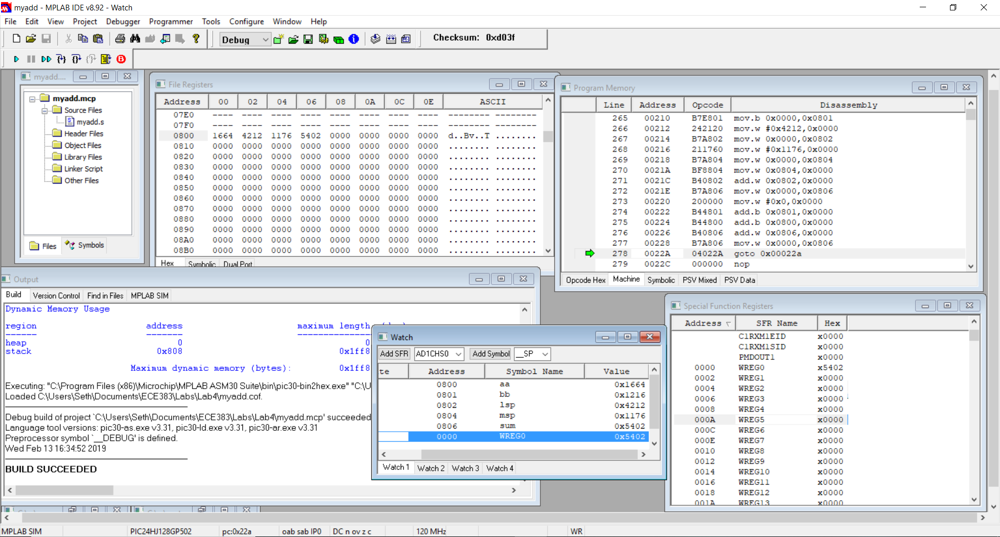 myadd - MPLAB IDE v8.92 - Watch
File Edit View Project Debugger Programmer Tools Configure Window Help
Debug
Checksum: 0xd03f
myadd....
myadd.mcp
Source Files
myadd.s
Header Files
Object Files
Library Files
Linker Script
Other Files
Files Symbols
File Registers
Address 00 02 04 06 08 0A 0C 0E ASCII
07E0 ---- ---- ---- ---- ---- ---- ---- ---- -------- --------
07F0 ---- ---- ---- ---- ---- ---- ---- ---- -------- --------
0800 1664 4212 1176 5402 0000 0000 0000 0000 d..Bv..T ........
0810 0000 0000 0000 0000 0000 0000 0000 0000 ........ ........
0820 0000 0000 0000 0000 0000 0000 0000 0000 ........ ........
0830 0000 0000 0000 0000 0000 0000 0000 0000 ........ ........
0840 0000 0000 0000 0000 0000 0000 0000 0000 ........ ........
0850 0000 0000 0000 0000 0000 0000 0000 0000 ........ ........
0860 0000 0000 0000 0000 0000 0000 0000 0000 ........ ........
0870 0000 0000 0000 0000 0000 0000 0000 0000 ........ ........
0880 0000 0000 0000 0000 0000 0000 0000 0000 ........ ........
0890 0000 0000 0000 0000 0000 0000 0000 0000 ........ ........
08A0 0000 0000 0000 0000 0000 0000 0000 0000 ........ ........
08B0 0000 0000 0000 0000 0000 0000 0000 0000 ........ ........
Hex Symbolic Dual Port
Program Memory
Line Address Opcode Disassembly
265 00210 B7E801 mov.b 0x0000,0x0801
266 00212 242120 mov.w #0x4212,0x0000
267 00214 B7A802 mov.w 0x0000,0x0802
268 00216 211760 mov.w #0x1176,0x0000
269 00218 B7A804 mov.w 0x0000,0x0804
270 0021A BF8804 mov.w 0x0804,0x0000
271 0021C B40802 add.w 0x0802,0x0000
272 0021E B7A806 mov.w 0x0000,0x0806
273 00220 200000 mov.w #0x0,0x0000
274 00222 B44801 add.b 0x0801,0x0000
275 00224 B44800 add.b 0x0800,0x0000
276 00226 B40806 add.w 0x0806,0x0000
277 00228 B7A806 mov.w 0x0000,0x0806
278 0022A 04022A goto 0x00022a
279 0022C 000000 nop
Opcode Hex Machine Symbolic PSV Mixed PSV Data
Output
Build Version Control Find in Files MPLAB SIM
Dynamic Memory Usage
region address maximum length
------ ------- --------------
heap 0 0
stack 0x808 0x1ff8
Maximum dynamic memory (bytes): 0x1ff8
Executing: "C:\Program Files (x86)\Microchip\MPLAB ASM30 Suite\bin\pic30-bin2hex.exe" "C:\U
Loaded C:\Users\Seth\Documents\ECE383\Labs\Lab4\myadd.cof.
Debug build of project `C:\Users\Seth\Documents\ECE383\Labs\Lab4\myadd.mcp' succeeded
Language tool versions: pic30-as.exe v3.31, pic30-ld.exe v3.31, pic30-ar.exe v3.31
Preprocessor symbol `__DEBUG' is defined.
Wed Feb 13 16:34:52 2019
BUILD SUCCEEDED
Watch
Add SFR AD1CHS0 Add Symbol __SP
te Address Symbol Name Value
0800 aa 0x1664
0801 bb 0x1216
0802 lsp 0x4212
0804 msp 0x1176
0806 sum 0x5402
0000 WREG0 0x5402
Watch 1 Watch 2 Watch 3 Watch 4
Special Function Registers
Address SFR Name Hex
C1RXM1EID x0000
C1RXM1SID x0000
PMDOUT1 x0000
0000 WREG0 x5402
0002 WREG1 x0000
0004 WREG2 x0000
0006 WREG3 x0000
0008 WREG4 x0000
000A WREG5 x0000
000C WREG6 x0000
000E WREG7 x0000
0010 WREG8 x0000
0012 WREG9 x0000
0014 WREG10 x0000
0016 WREG11 x0000
0018 WREG12 x0000
001A WREG13 x0000
MPLAB SIM PIC24HJ128GP502 pc:0x22a oab sab IP0 DC n ov z c 120 MHz WR